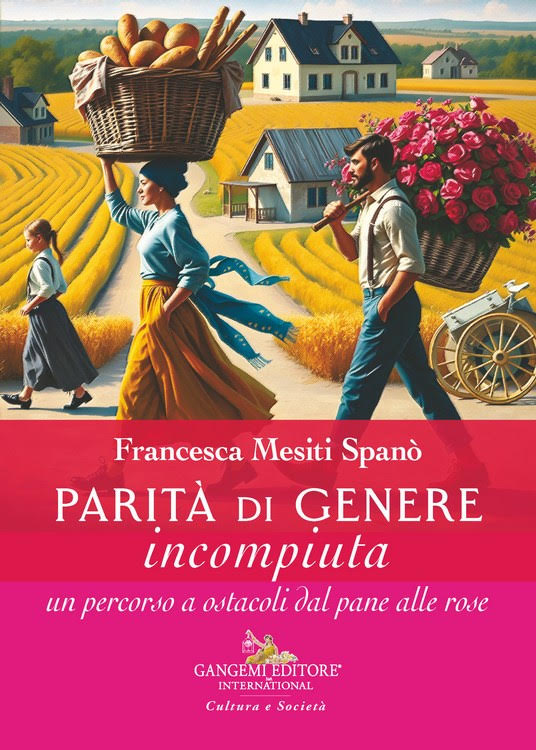 Francesca Mesiti Spanò
PARITÀ DI GENERE
incompiuta
un percorso a ostacoli dal pane alle rose
GANGEMI EDITORE®
INTERNATIONAL
Cultura e Società